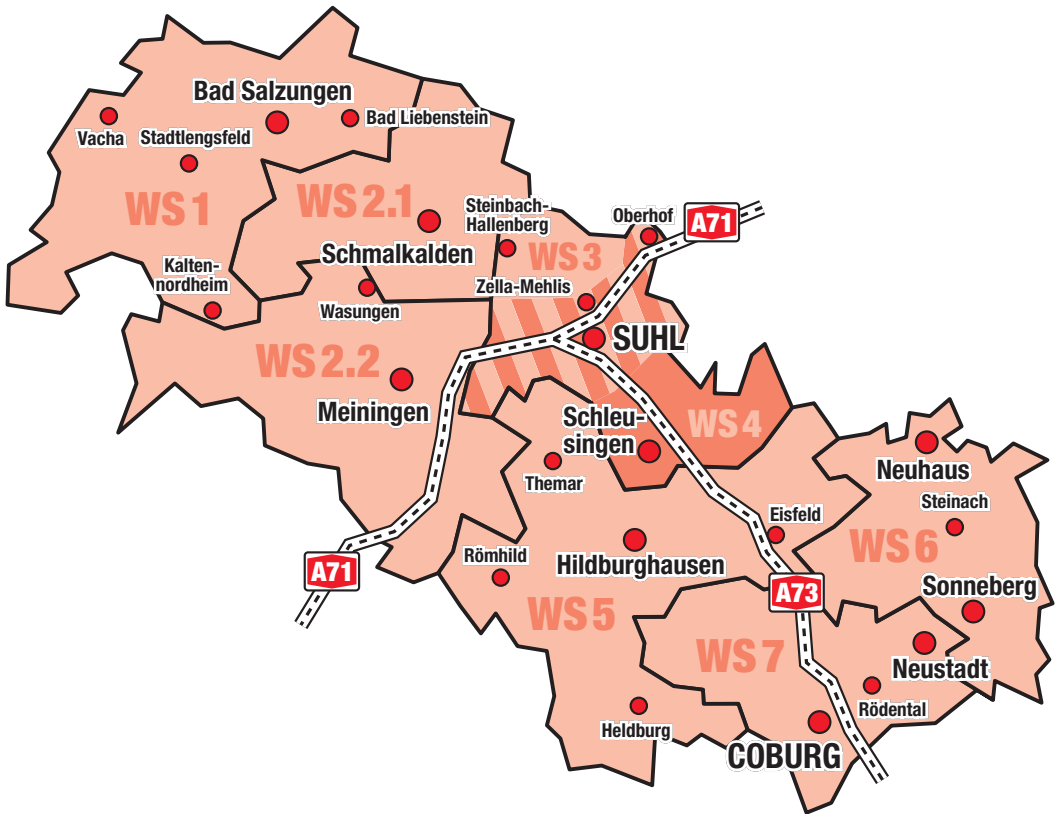 Bad Salzungen
Bad Liebenstein
Vacha
Stadtlengsfeld
WS 1
WS 2.1
Steinbach-
Hallenberg
Oberhof
A71
Schmalkalden
WS 3
Kalten-
nordheim
Zella-Mehlis
Wasungen
SUHL
WS 2.2
Meiningen
Schleu-
singen
WS 4
Neuhaus
Themar
Steinach
Eisfeld
WS 6
Römhild
Hildburghausen
A71
A73
Sonneberg
WS 5
WS 7
Neustadt
Rödental
Heldburg
COBURG